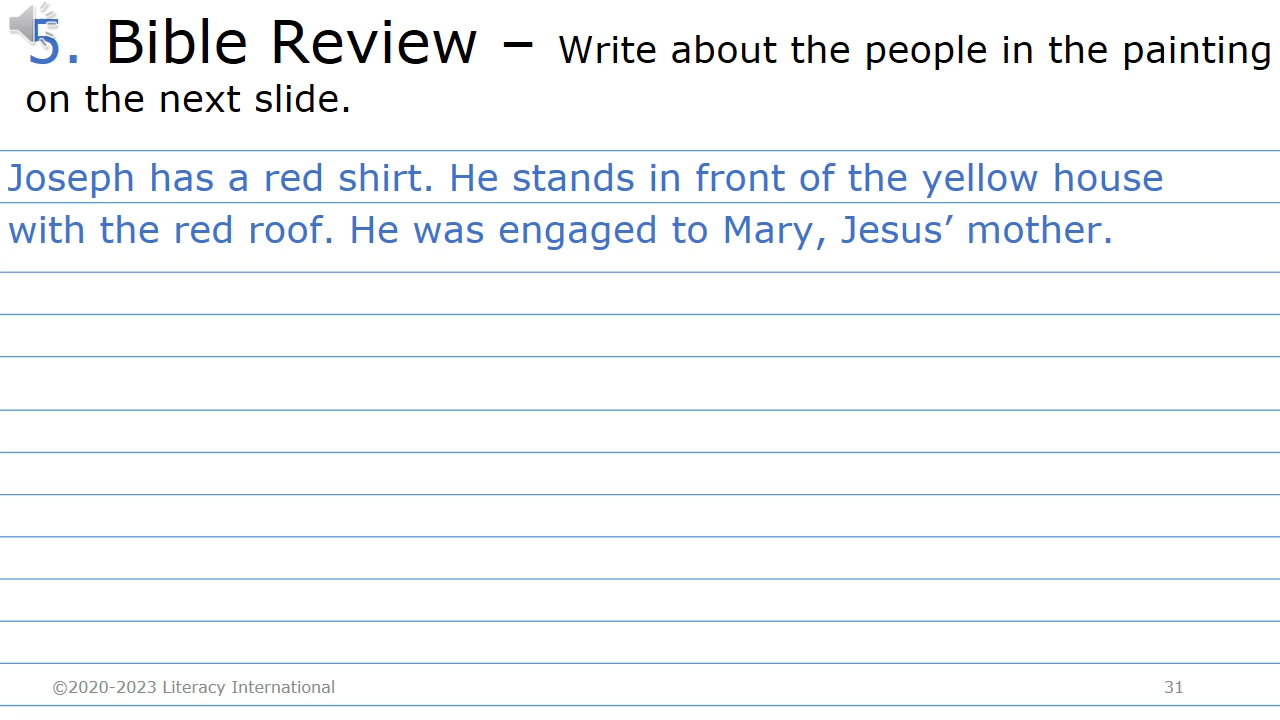 5. Bible Review – Write about the people in the painting
on the next slide.
Joseph has a red shirt. He stands in front of the yellow house
with the red roof. He was engaged to Mary, Jesus’ mother.
©2020-2023 Literacy International
31